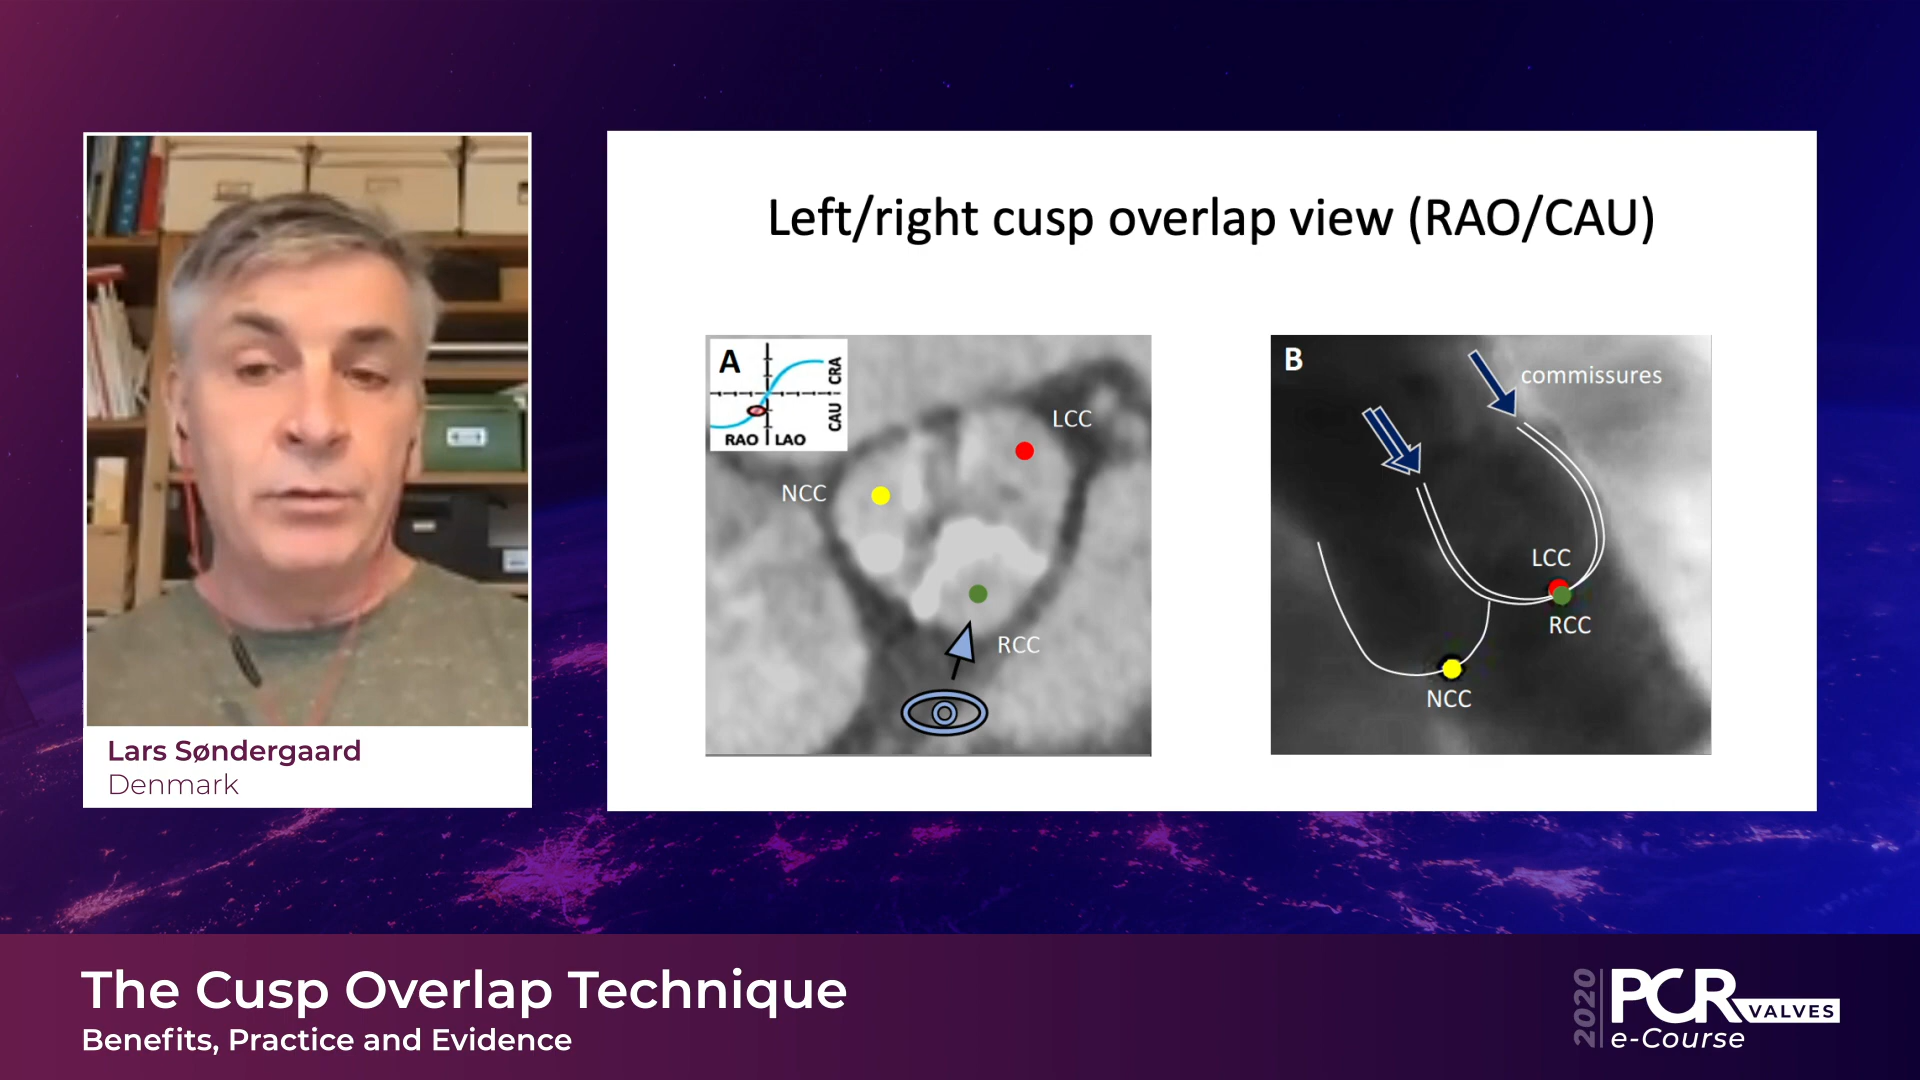 Left/right cusp overlap view (RAO/CAU)
A
CRA
CAU
RAO LAO
LCC
NCC
RCC
B
commissures
LCC
RCC
NCC
Lars Søndergaard
Denmark
The Cusp Overlap Technique
Benefits, Practice and Evidence
2020
PCR
VALVES
e-Course